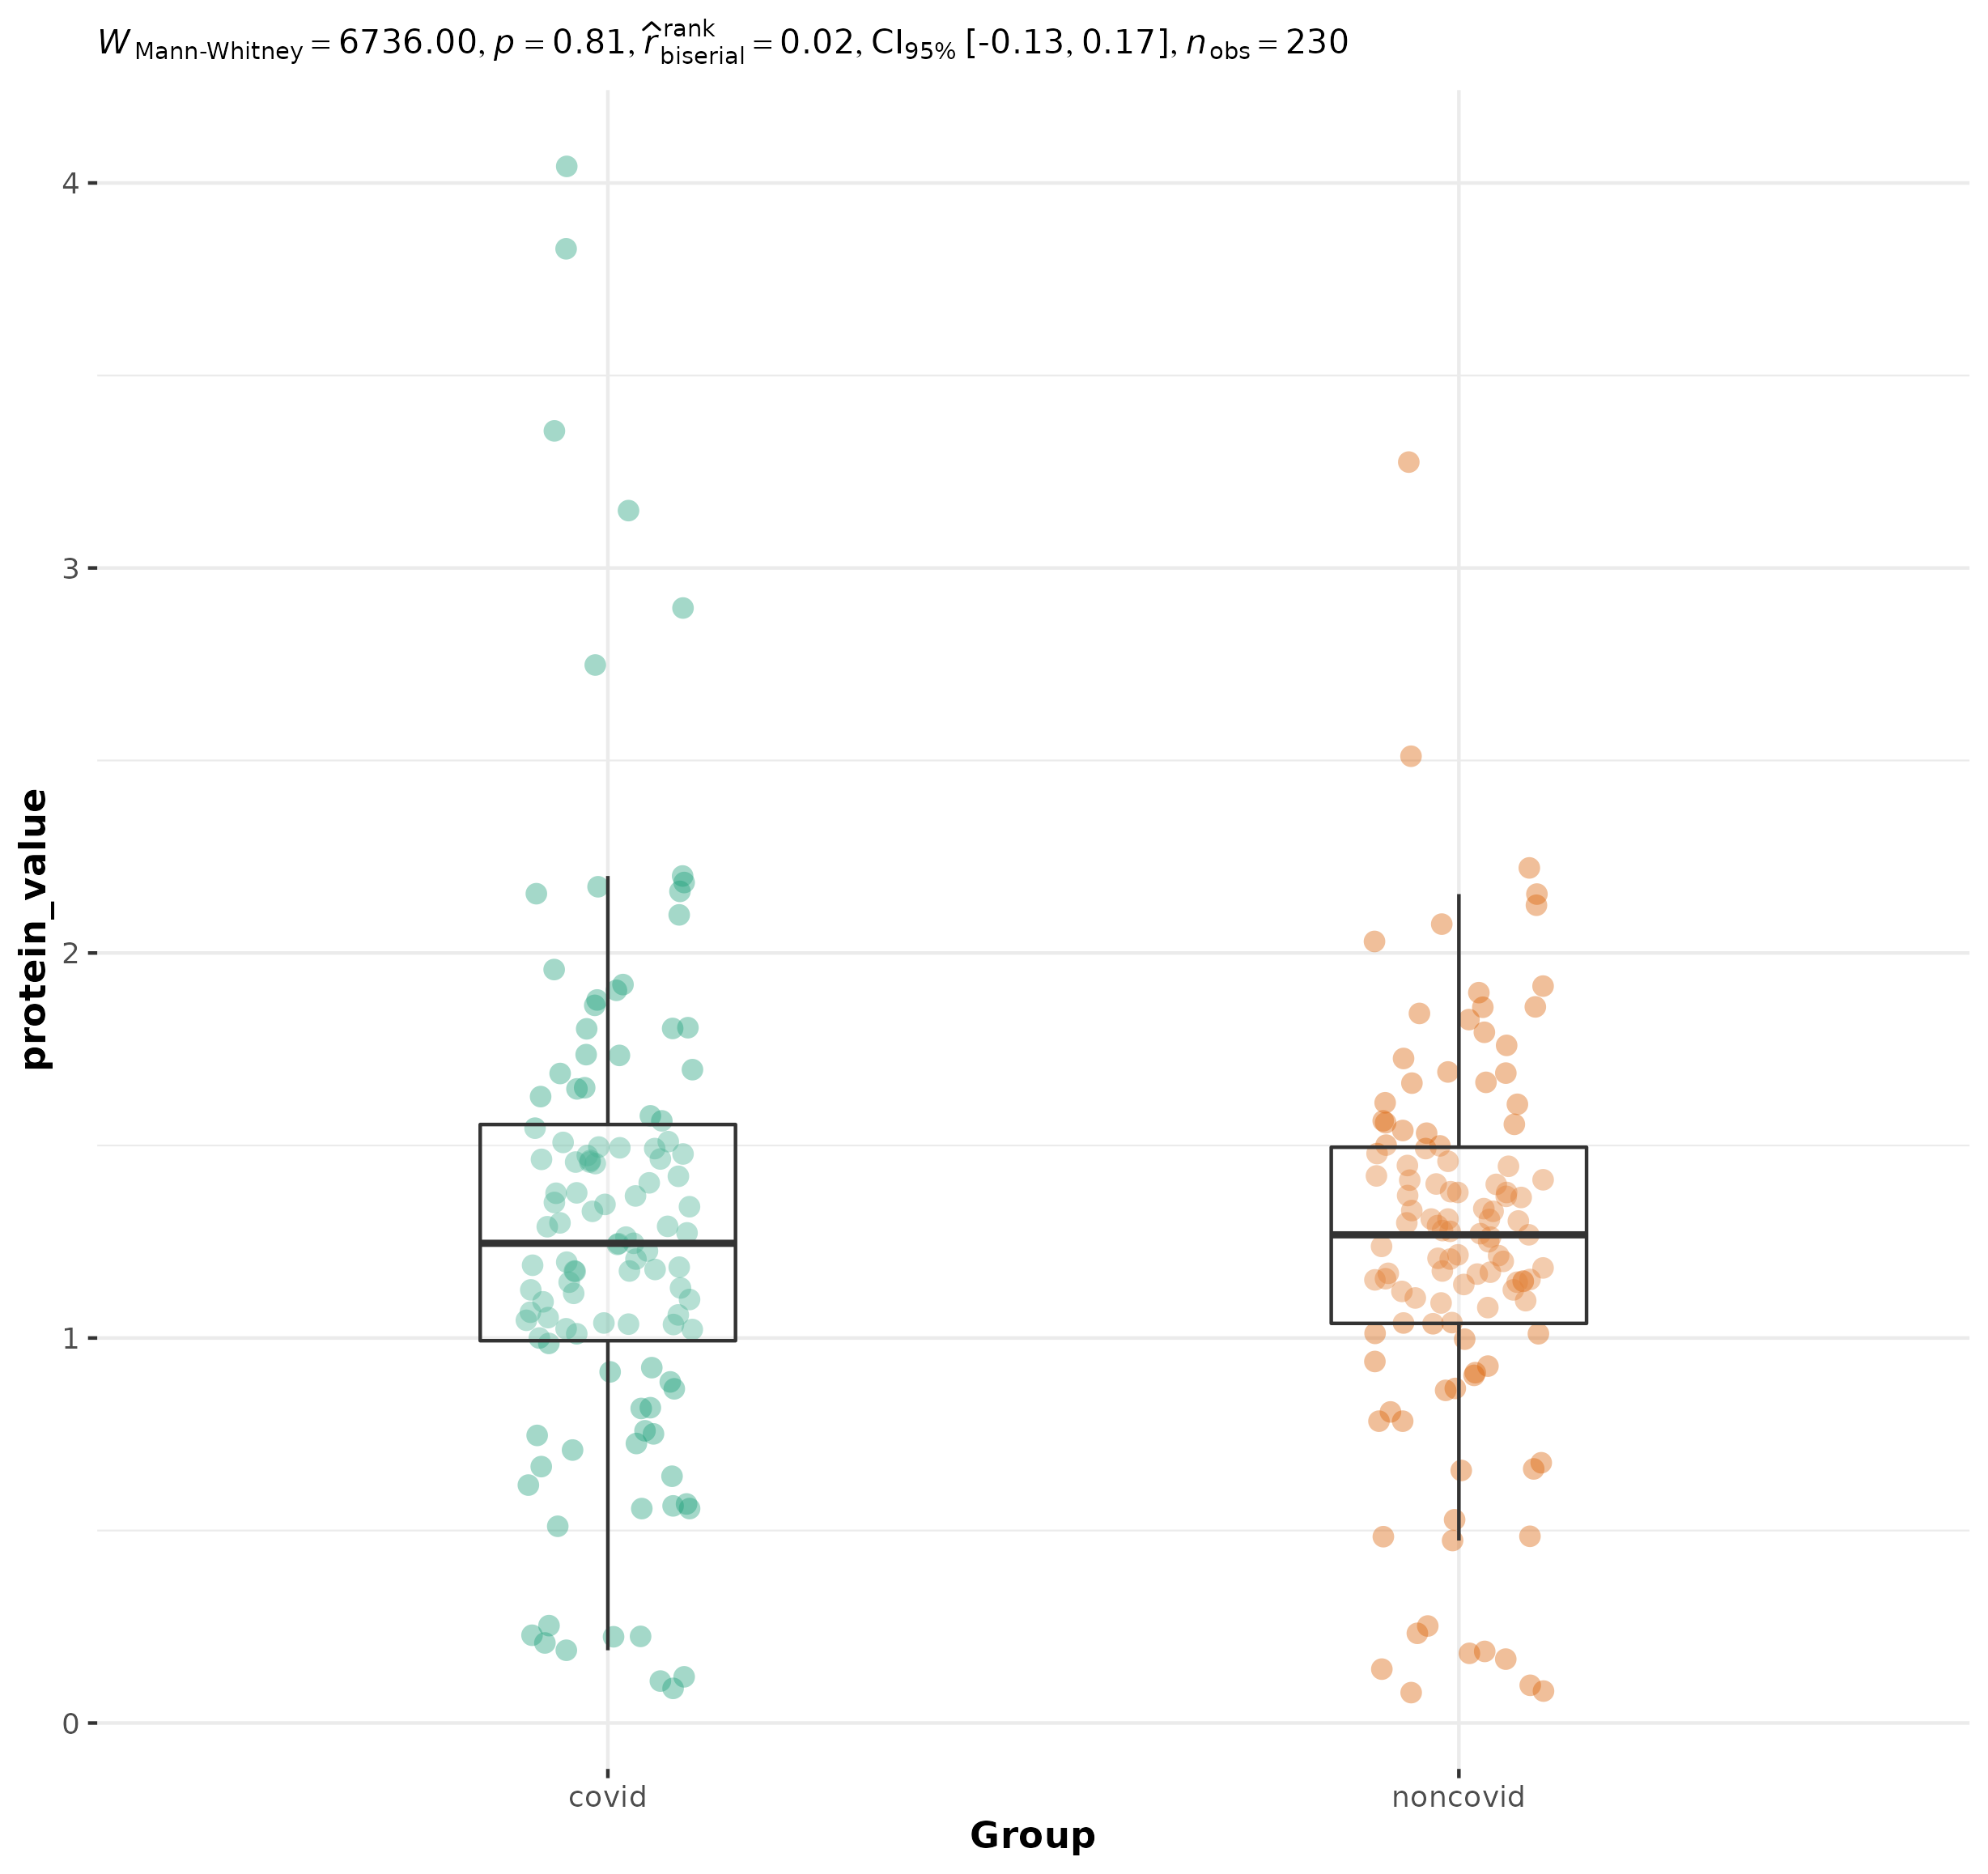 W Mann-Whitney = 6736.00, p = 0.81, r̂ rank biserial = 0.02, CI95% [-0.13, 0.17], nobs = 230
4
3
2
1
0
protein_value
covid noncovid
Group